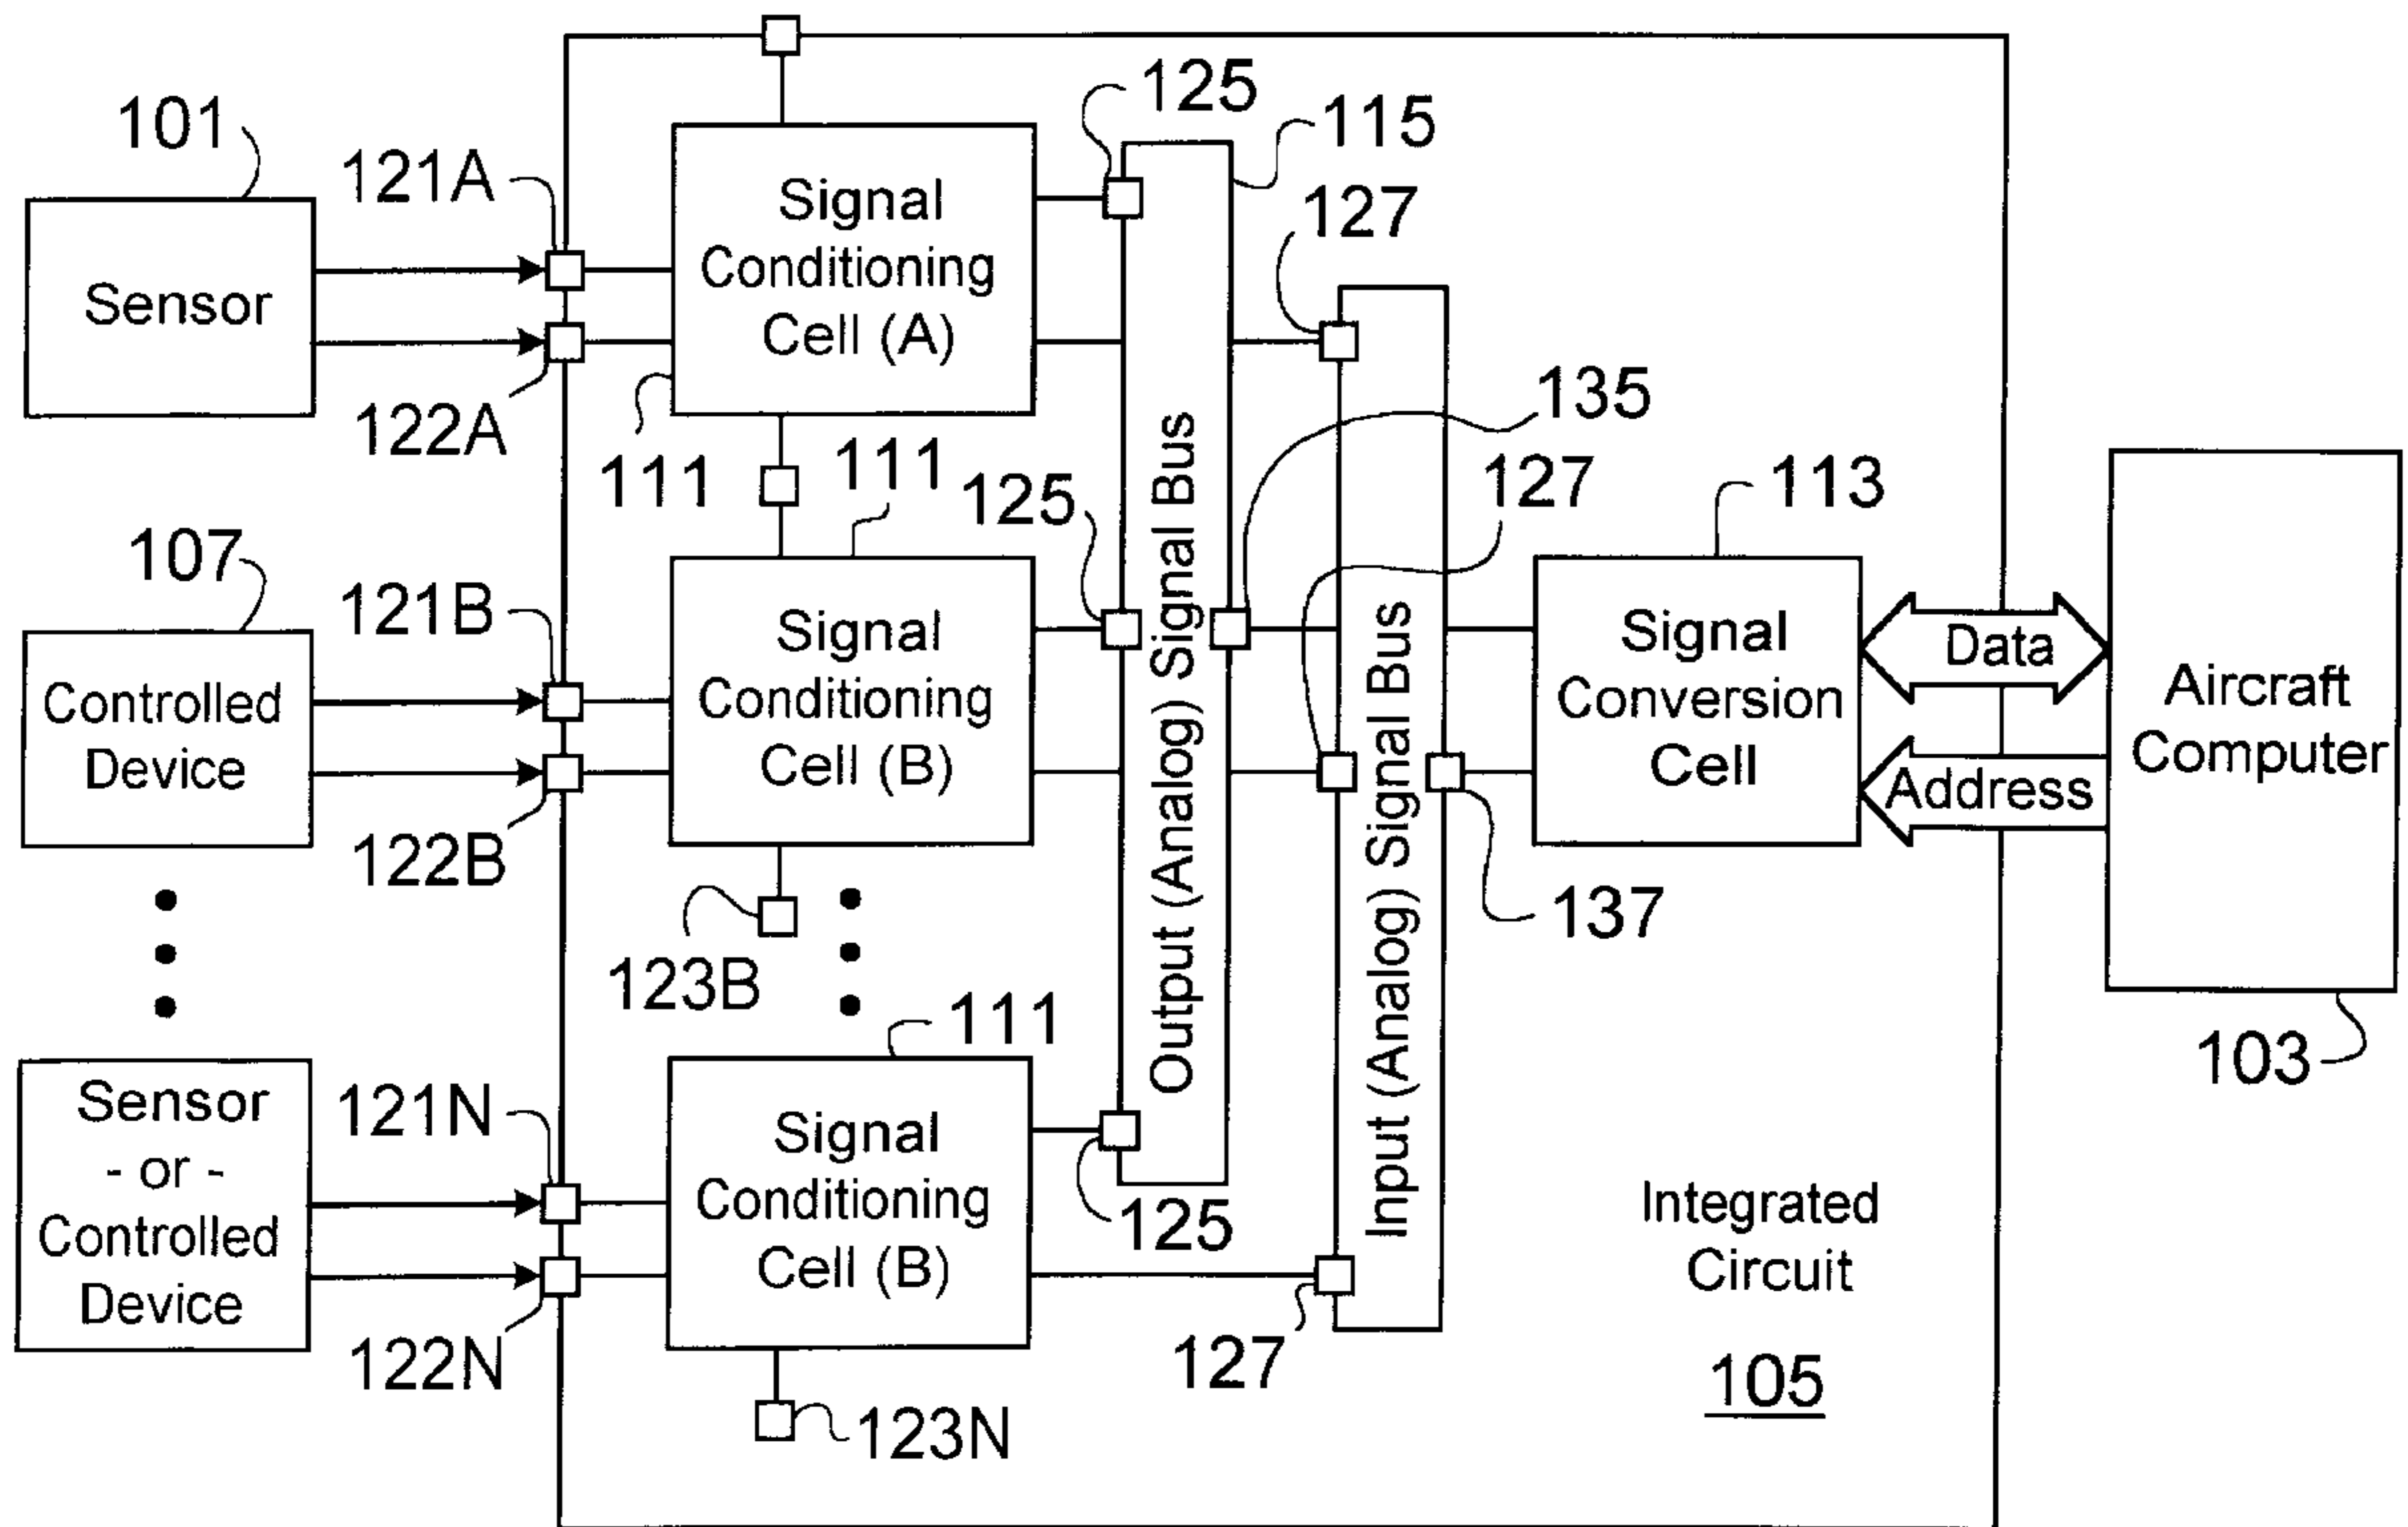 101
Sensor
121A
122A
Signal
Conditioning
Cell (A)
111
125
115
127
107
Controlled
Device
121B
122B
111
Signal
Conditioning
Cell (B)
123B
125
Output (Analog) Signal Bus
135
127
Input (Analog) Signal Bus
137
113
Signal
Conversion
Cell
Data
Address
Aircraft
Computer
103
Sensor
- or -
Controlled
Device
121N
122N
111
Signal
Conditioning
Cell (B)
123N
125
127
Integrated
Circuit
105